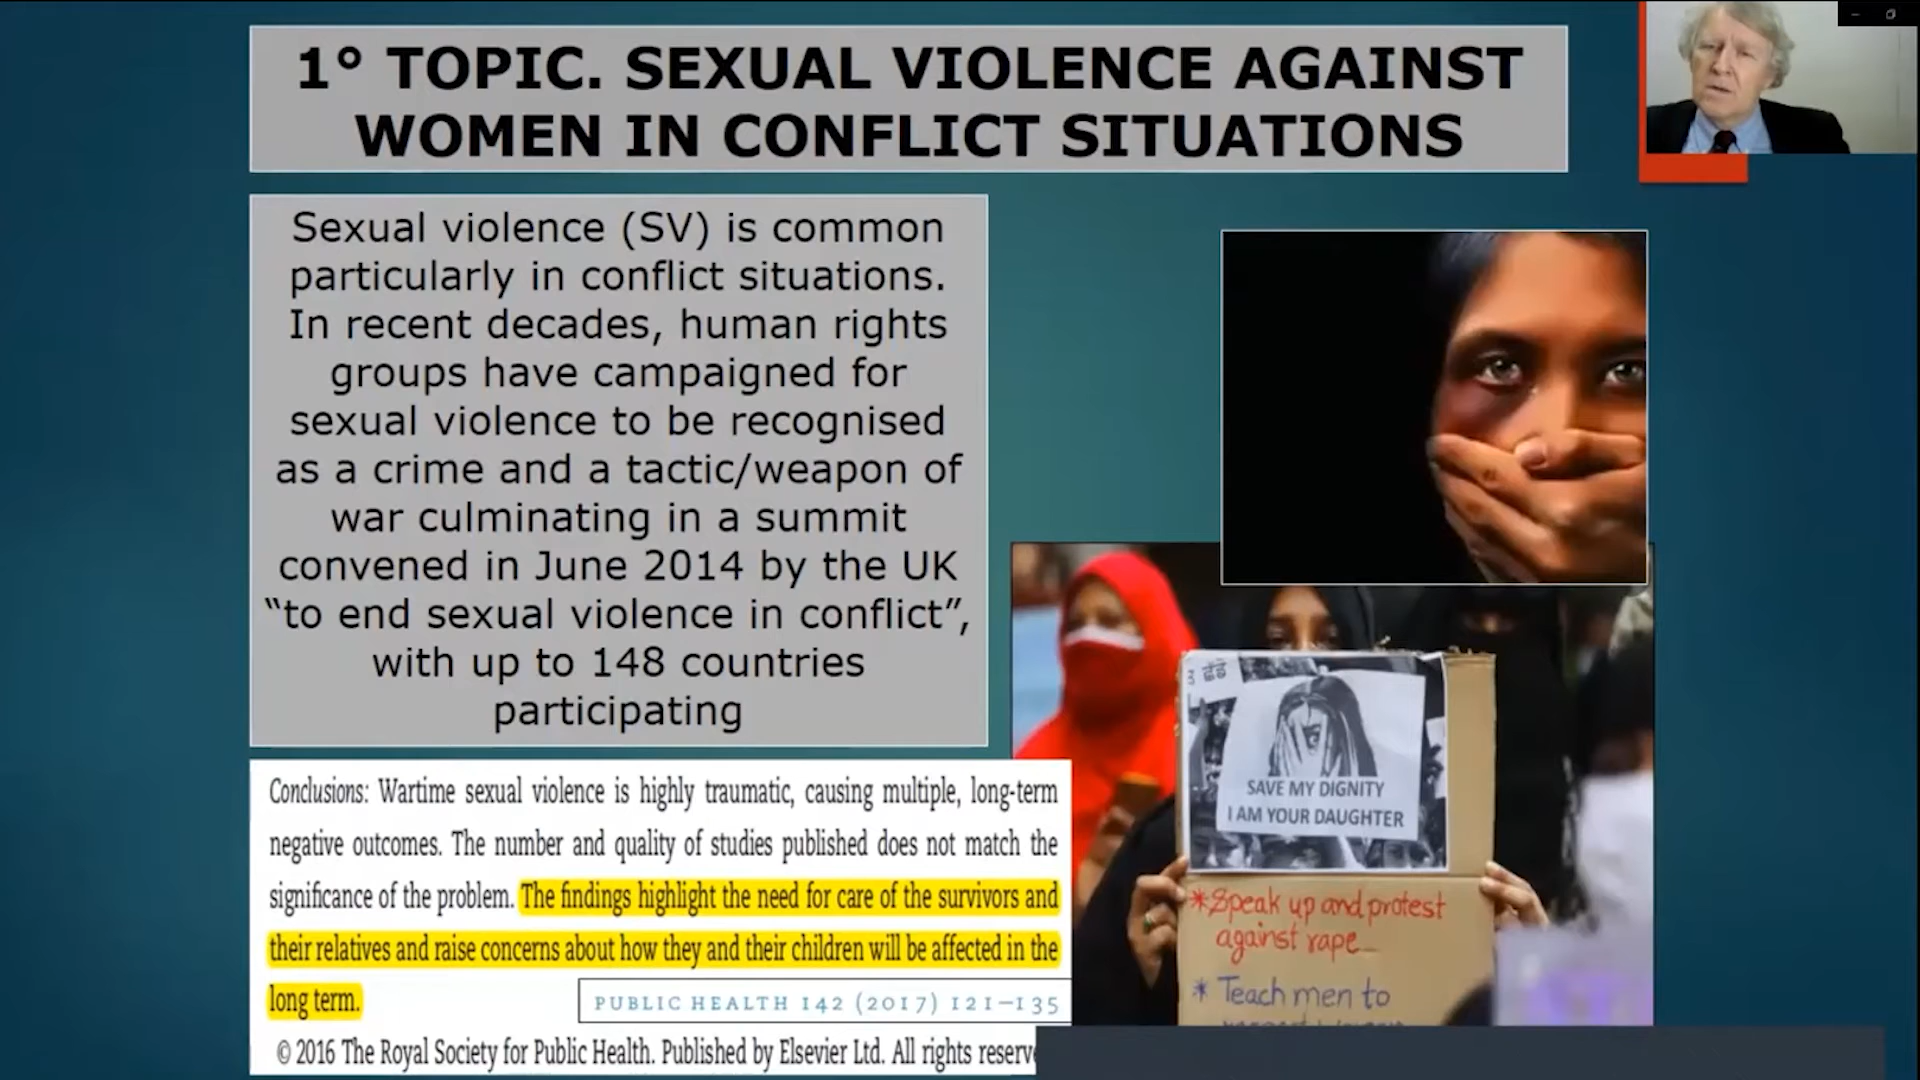 1° TOPIC. SEXUAL VIOLENCE AGAINST
WOMEN IN CONFLICT SITUATIONS
Sexual violence (SV) is common
particularly in conflict situations.
In recent decades, human rights
groups have campaigned for
sexual violence to be recognised
as a crime and a tactic/weapon of
war culminating in a summit
convened in June 2014 by the UK
“to end sexual violence in conflict”,
with up to 148 countries
participating
Conclusions: Wartime sexual violence is highly traumatic, causing multiple, long-term
negative outcomes. The number and quality of studies published does not match the
significance of the problem. The findings highlight the need for care of the survivors and
their relatives and raise concerns about how they and their children will be affected in the
long term.
PUBLIC HEALTH 142 (2017) 121–135
© 2016 The Royal Society for Public Health. Published by Elsevier Ltd. All rights reserve
SAVE MY DIGNITY
I AM YOUR DAUGHTER
*Speak up and protest
against rape
* Teach men to